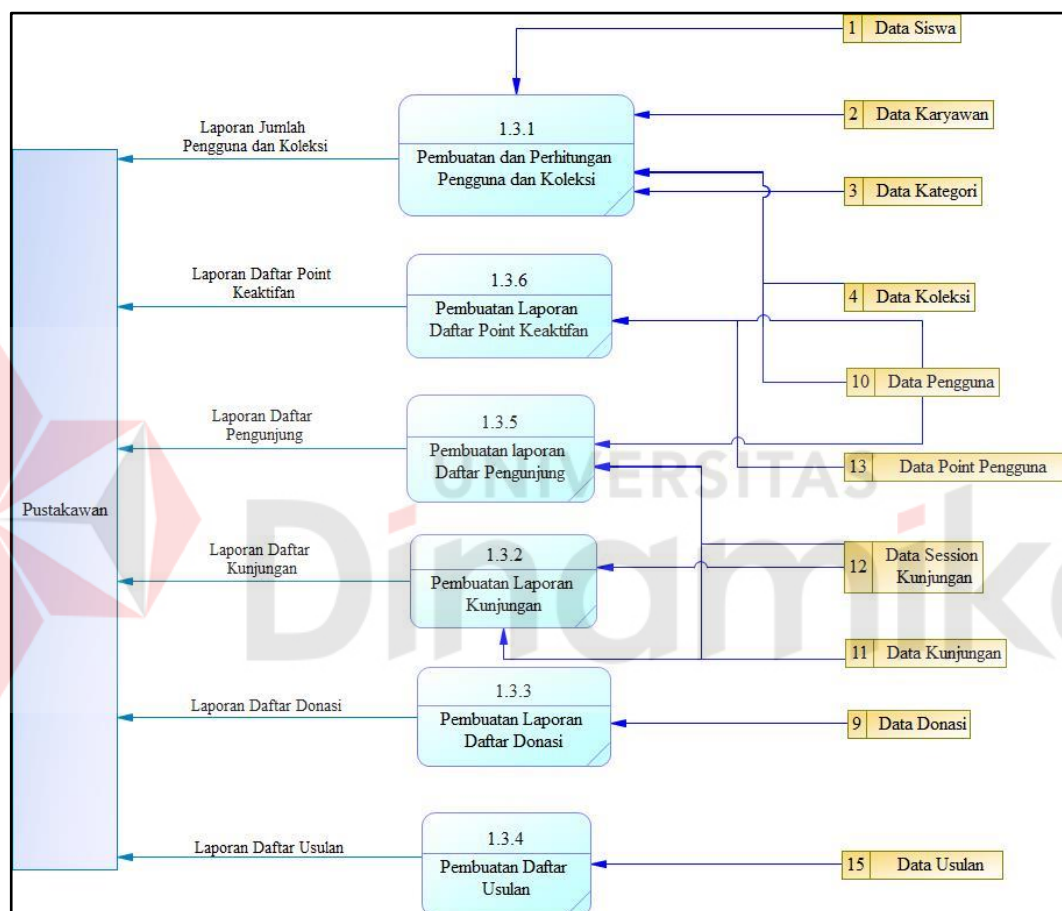 1 Data Siswa
1.3.1
Pembuatan dan Perhitungan
Pengguna dan Koleksi
2 Data Karyawan
Laporan Jumlah
Pengguna dan Koleksi
3 Data Kategori
1.3.6
Pembuatan Laporan
Daftar Point Keaktifan
Laporan Daftar Point
Keaktifan
4 Data Koleksi
10 Data Pengguna
1.3.5
Pembuatan laporan
Daftar Pengunjung
Laporan Daftar
Pengunjung
13 Data Point Pengguna
UNIVERSITAS
Dinamika
Pustakawan
1.3.2
Pembuatan Laporan
Kunjungan
Laporan Daftar
Kunjungan
12 Data Session
Kunjungan
11 Data Kunjungan
1.3.3
Pembuatan Laporan
Daftar Donasi
Laporan Daftar Donasi
9 Data Donasi
1.3.4
Pembuatan Daftar
Usulan
Laporan Daftar Usulan
15 Data Usulan